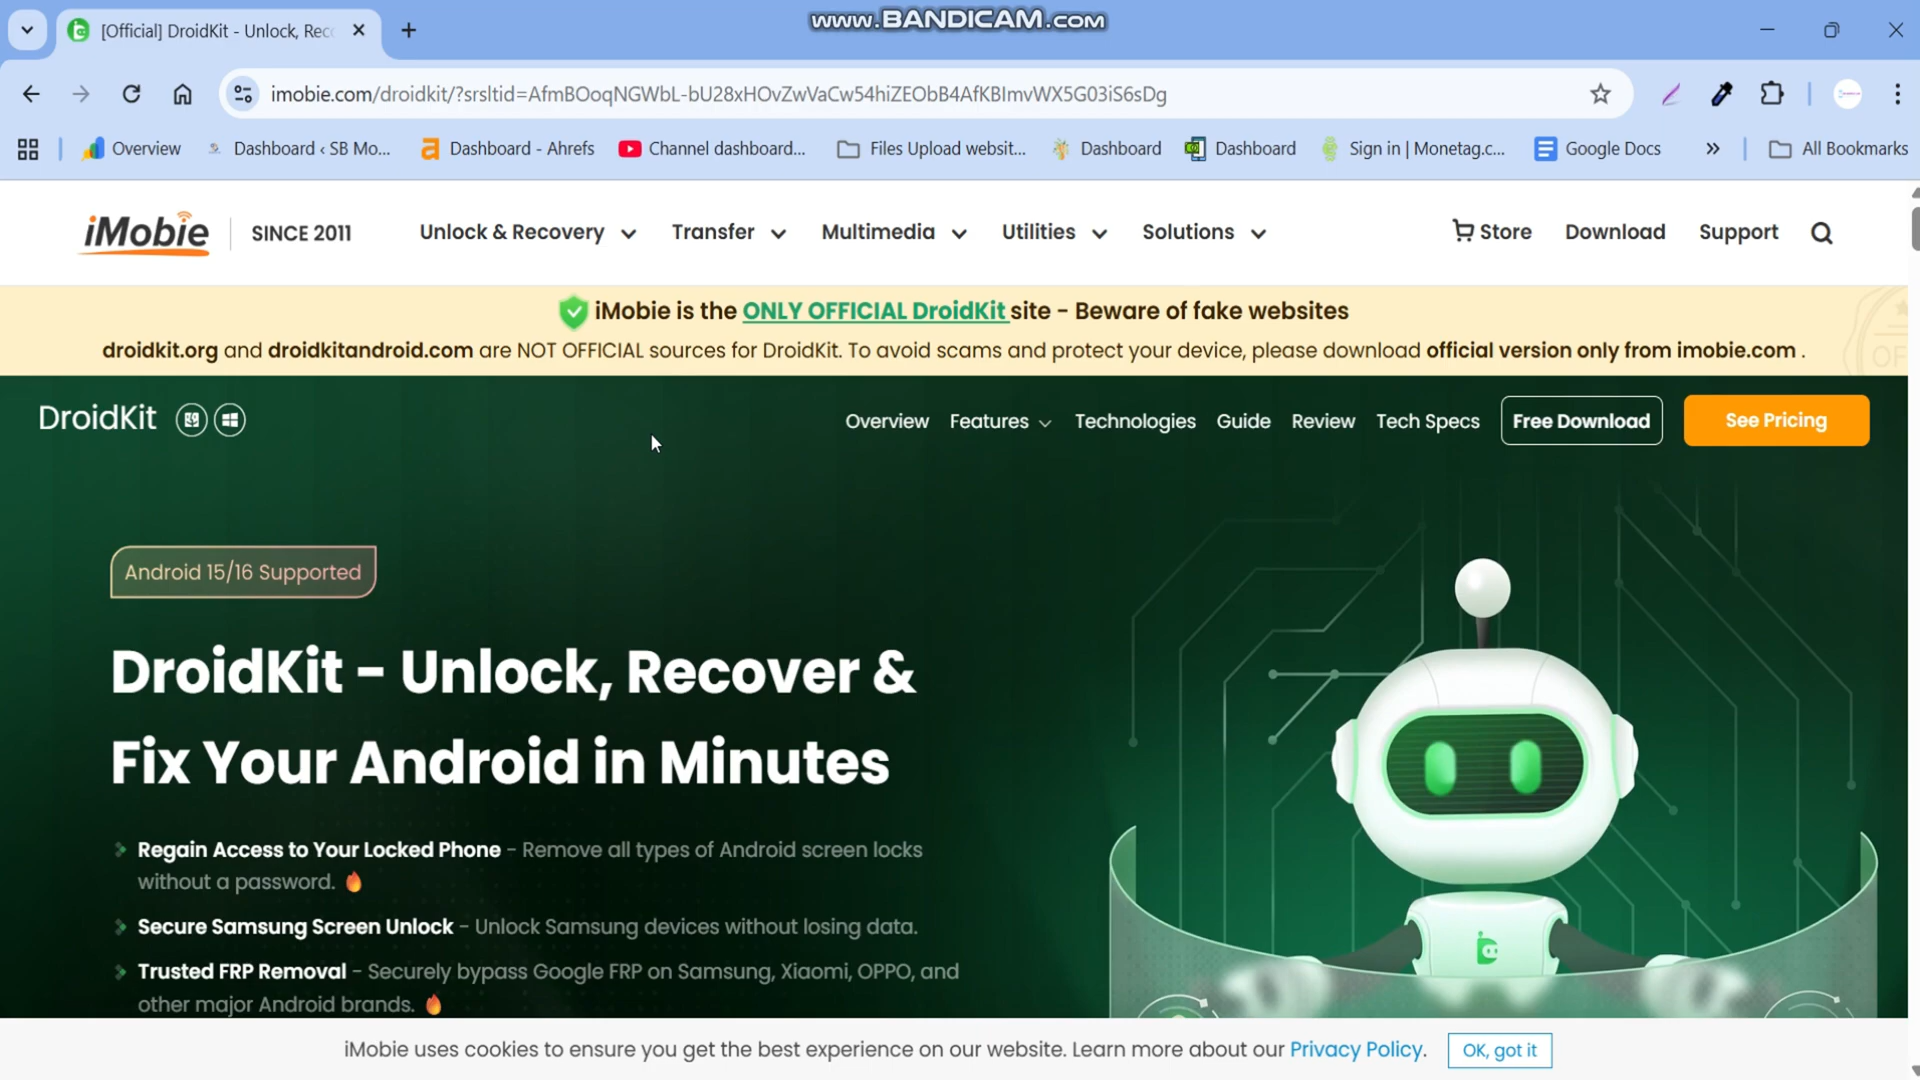 www.BANDICAM.com
[Official] DroidKit - Unlock, Reco
imobie.com/droidkit/?srsltid=AfmBOoqNGWbL-bU28xHOvZwVaCw54hiZEObB4AfKBImvWX5G03iS6sDg
Overview Dashboard ‹ SB Mo... Dashboard - Ahrefs Channel dashboard... Files Upload websit... Dashboard Dashboard Sign in | Monetag.c... Google Docs » All Bookmarks
iMobie SINCE 2011 Unlock & Recovery Transfer Multimedia Utilities Solutions Store Download Support
iMobie is the ONLY OFFICIAL DroidKit site - Beware of fake websites
droidkit.org and droidkitandroid.com are NOT OFFICIAL sources for DroidKit. To avoid scams and protect your device, please download official version only from imobie.com .
DroidKit Overview Features Technologies Guide Review Tech Specs Free Download See Pricing
Android 15/16 Supported
DroidKit - Unlock, Recover &
Fix Your Android in Minutes
Regain Access to Your Locked Phone - Remove all types of Android screen locks
without a password.
Secure Samsung Screen Unlock - Unlock Samsung devices without losing data.
Trusted FRP Removal - Securely bypass Google FRP on Samsung, Xiaomi, OPPO, and
other major Android brands.
iMobie uses cookies to ensure you get the best experience on our website. Learn more about our Privacy Policy. OK, got it